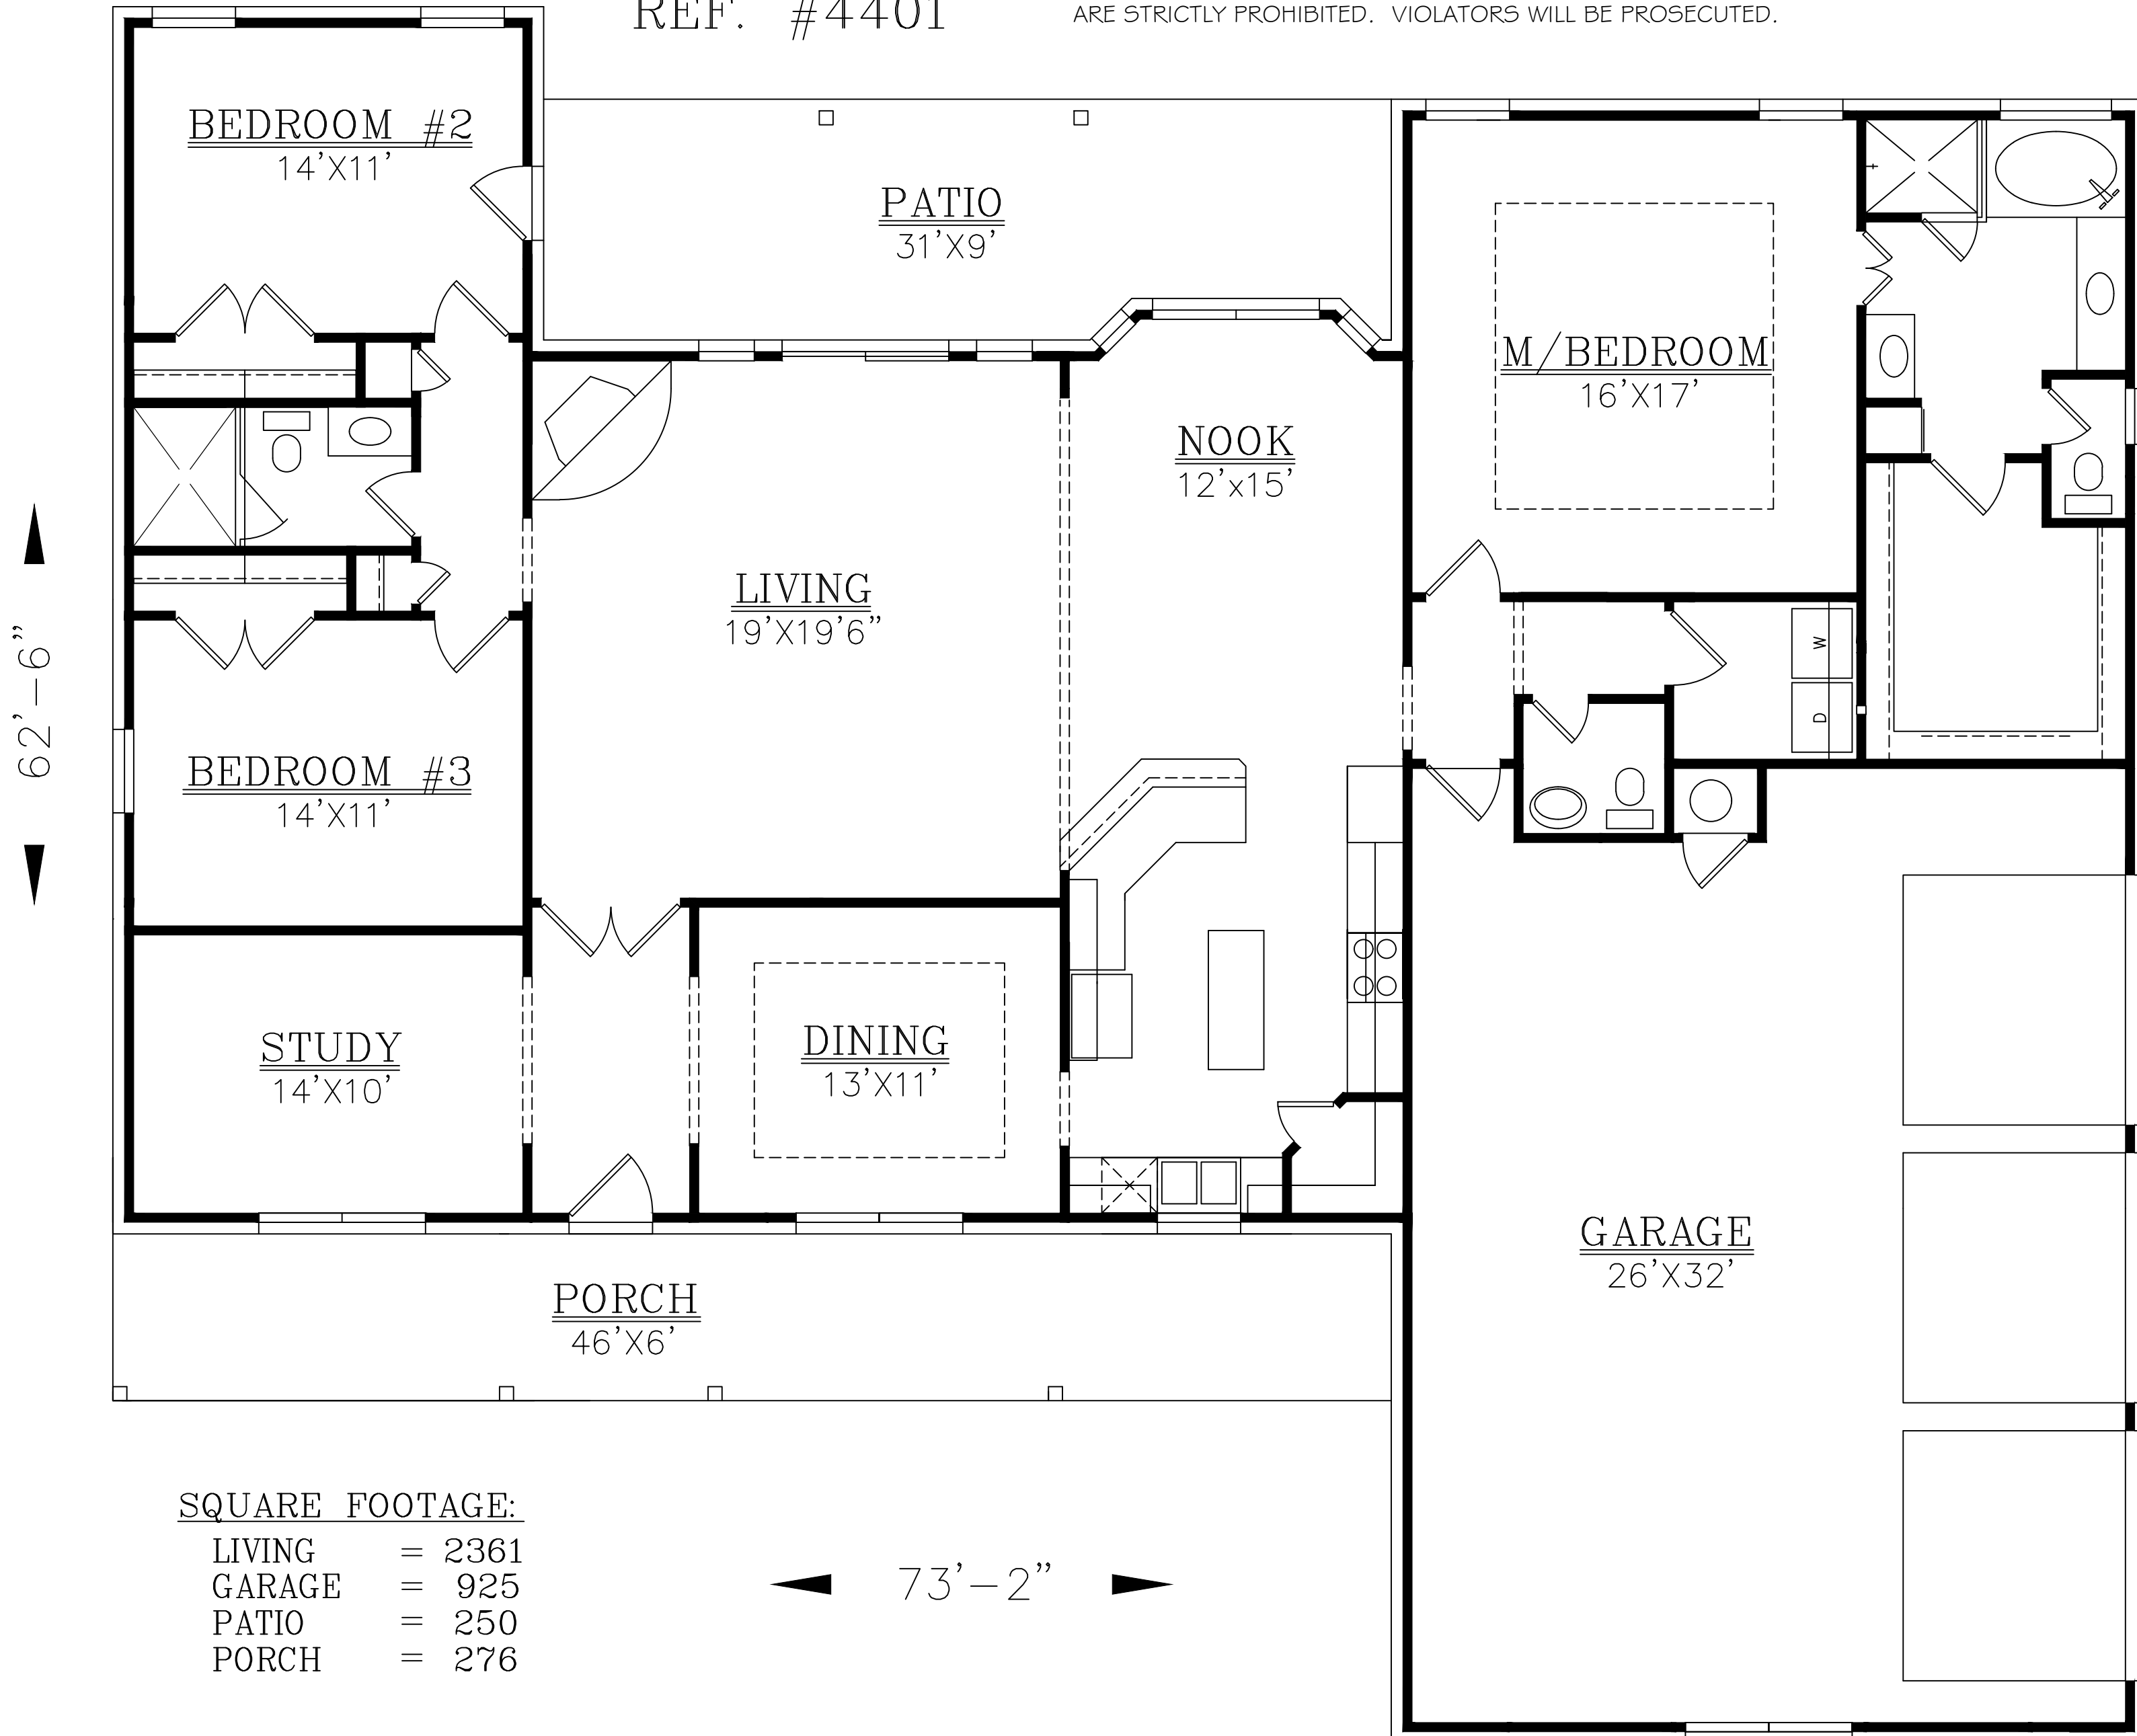 REF. #4401
ARE STRICTLY PROHIBITED. VIOLATORS WILL BE PROSECUTED.
BEDROOM #2
14'X11'
PATIO
31'X9'
M/BEDROOM
16'X17'
NOOK
12'x15'
LIVING
19'X19'6"
W
D
62'-6"
BEDROOM #3
14'X11'
STUDY
14'X10'
DINING
13'X11'
GARAGE
26'X32'
PORCH
46'X6'
SQUARE FOOTAGE:
LIVING = 2361
GARAGE = 925
PATIO = 250
PORCH = 276
73'-2"